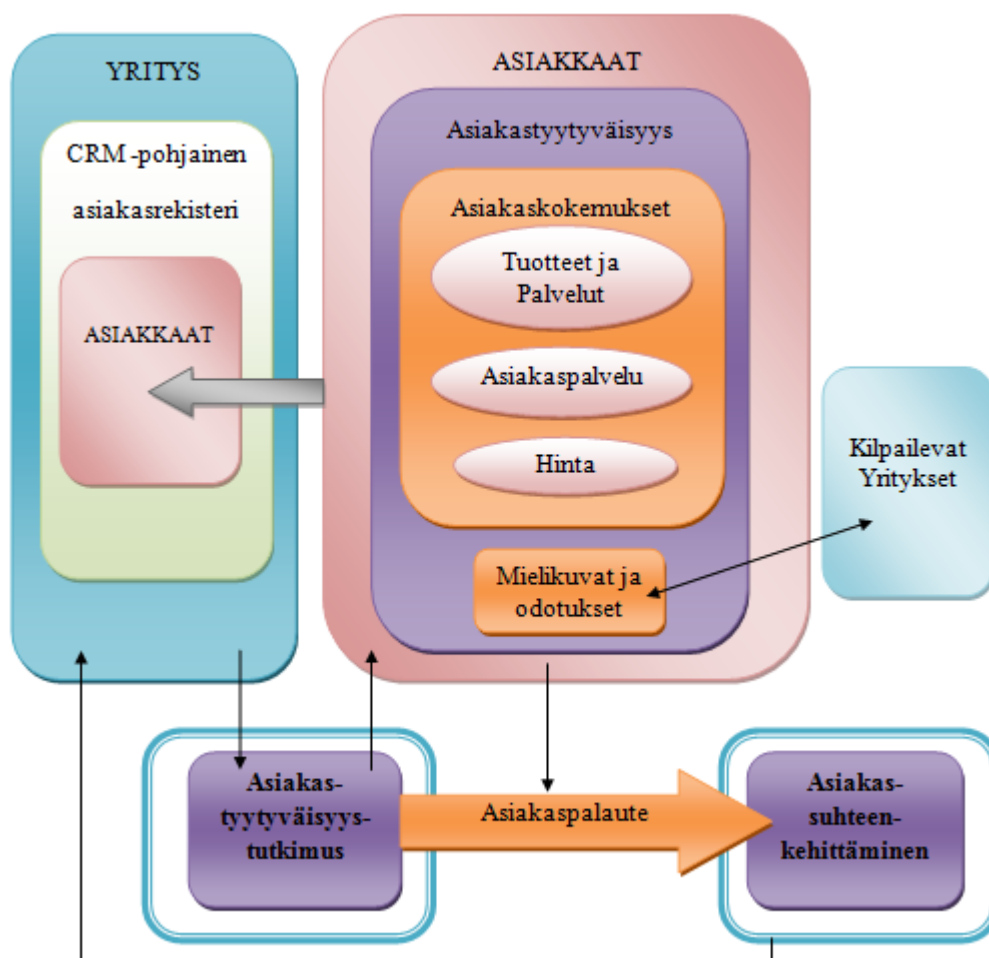 YRITYS
CRM -pohjainen
asiakasrekisteri
ASIAKKAAT
ASIAKKAAT
Asiakastyytyväisyys
Asiakaskokemukset
Tuotteet ja
Palvelut
Asiakaspalvelu
Hinta
Mielikuvat ja
odotukset
Kilpailevat
Yritykset
Asiakas-
tyytyväisyys-
tutkimus
Asiakaspalaute
Asiakas-
suhteen-
kehittäminen